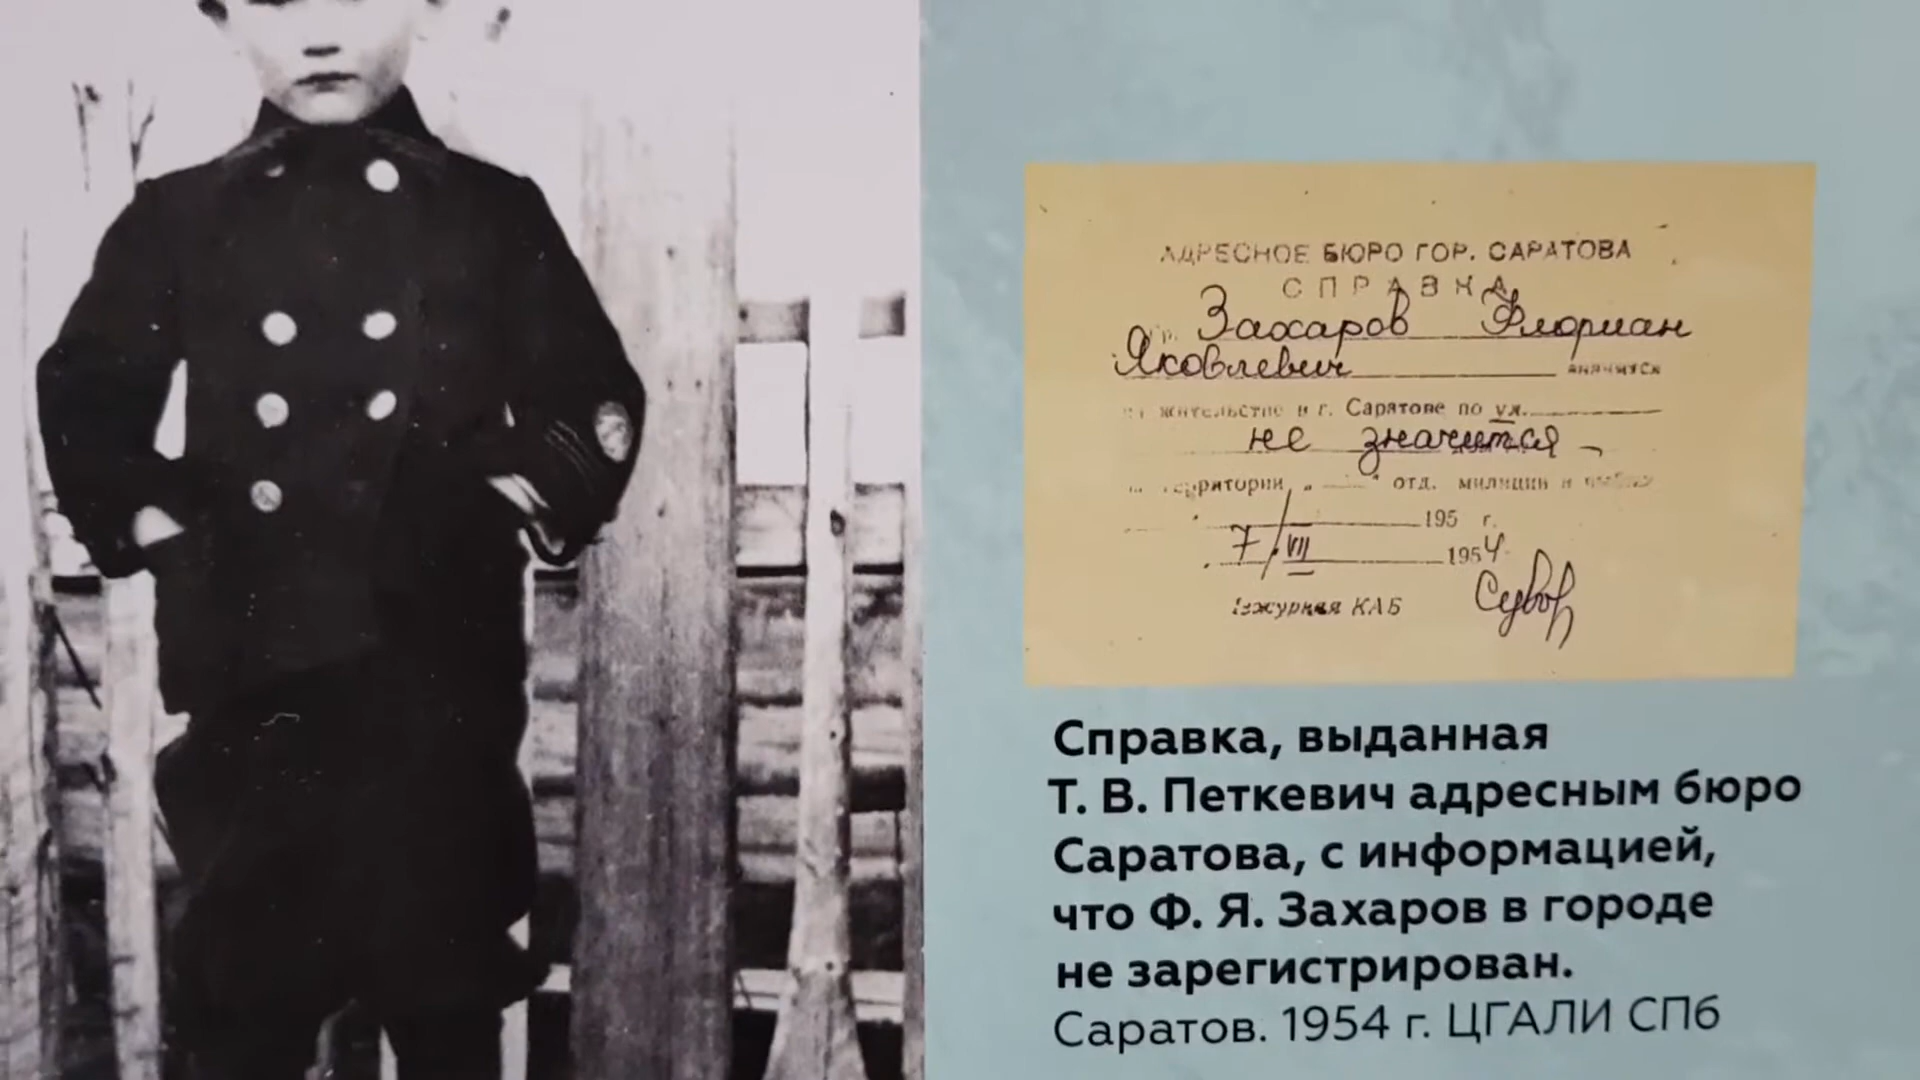 АДРЕСНОЕ БЮРО ГОР. САРАТОВА
СПРАВКА
Захаров Флориан
Яковлевич
жительстве в г. Саратове по ул.
не значится
территории „ “ отд. милиции и
195 г.
7/VII 1954
КАБ
Справка, выданная
Т. В. Петкевич адресным бюро
Саратова, с информацией,
что Ф. Я. Захаров в городе
не зарегистрирован.
Саратов. 1954 г. ЦГАЛИ СПб